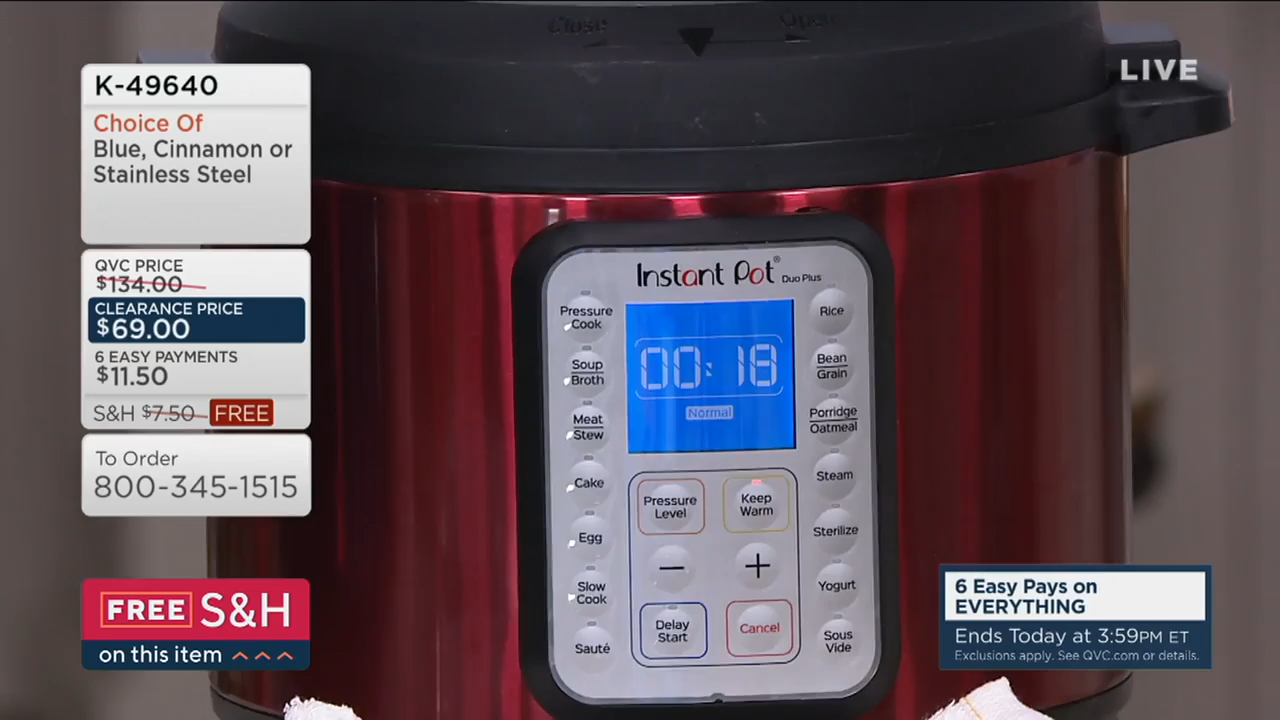 Close Open
LIVE
K-49640
Choice Of
Blue, Cinnamon or
Stainless Steel
QVC PRICE
$134.00
CLEARANCE PRICE
$69.00
6 EASY PAYMENTS
$11.50
S&H $7.50 FREE
To Order
800-345-1515
FREE S&H
on this item
Instant Pot® Duo Plus
Pressure
Cook
Soup
Broth
Meat
Stew
Cake
Egg
Slow
Cook
Sauté
00:18
Normal
Pressure
Level
Keep
Warm
− +
Delay
Start
Cancel
Rice
Bean
Grain
Porridge
Oatmeal
Steam
Sterilize
Yogurt
Sous
Vide
6 Easy Pays on
EVERYTHING
Ends Today at 3:59PM ET
Exclusions apply. See QVC.com or details.